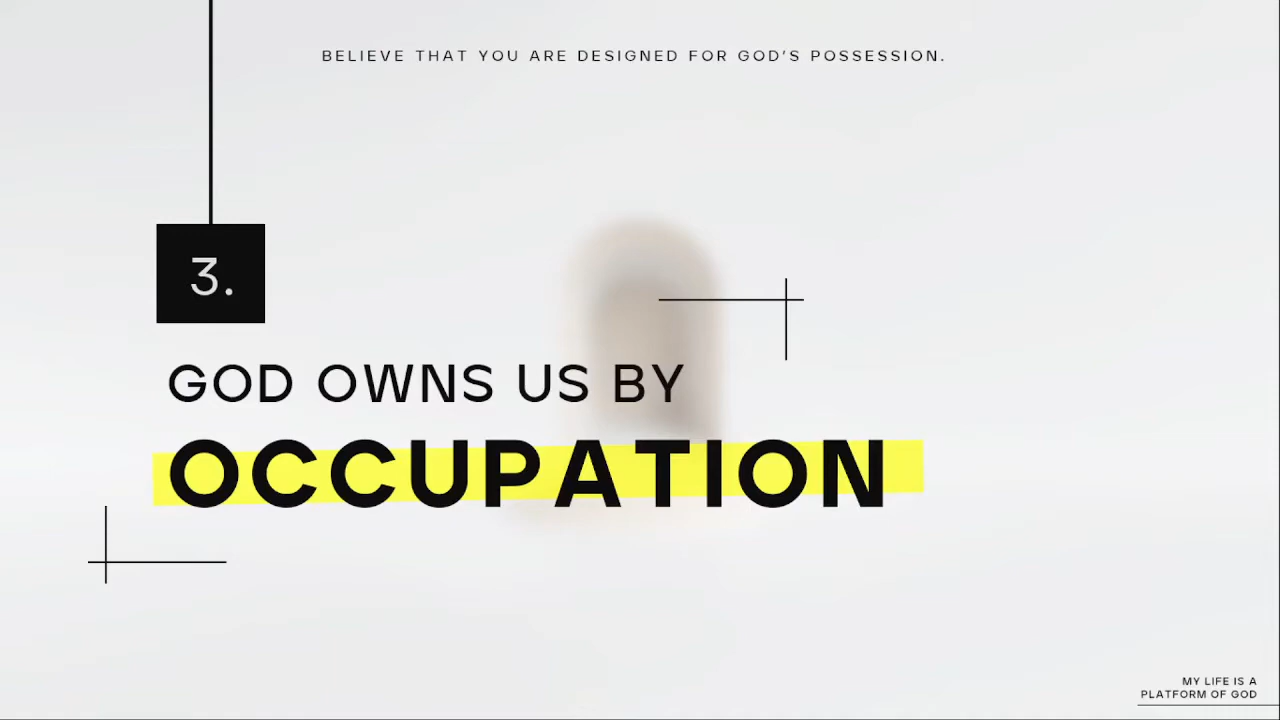 BELIEVE THAT YOU ARE DESIGNED FOR GOD'S POSSESSION.
3.
GOD OWNS US BY
OCCUPATION
MY LIFE IS A
PLATFORM OF GOD